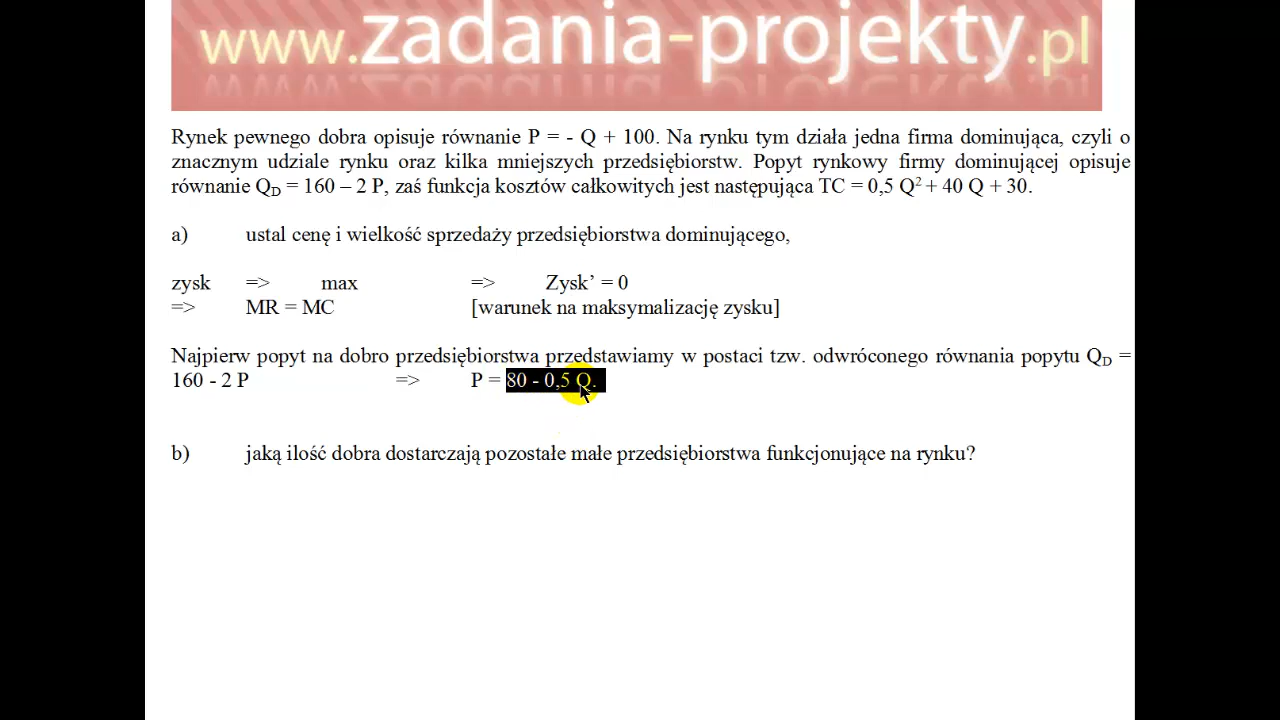 www.zadania-projekty.pl
Rynek pewnego dobra opisuje równanie P = - Q + 100. Na rynku tym działa jedna firma dominująca, czyli o
znacznym udziale rynku oraz kilka mniejszych przedsiębiorstw. Popyt rynkowy firmy dominującej opisuje
równanie QD = 160 – 2 P, zaś funkcja kosztów całkowitych jest następująca TC = 0,5 Q² + 40 Q + 30.
a) ustal cenę i wielkość sprzedaży przedsiębiorstwa dominującego,
zysk => max => Zysk’ = 0
=> MR = MC [warunek na maksymalizację zysku]
Najpierw popyt na dobro przedsiębiorstwa przedstawiamy w postaci tzw. odwróconego równania popytu QD =
160 - 2 P => P = 80 - 0,5 Q.
b) jaką ilość dobra dostarczają pozostałe małe przedsiębiorstwa funkcjonujące na rynku?